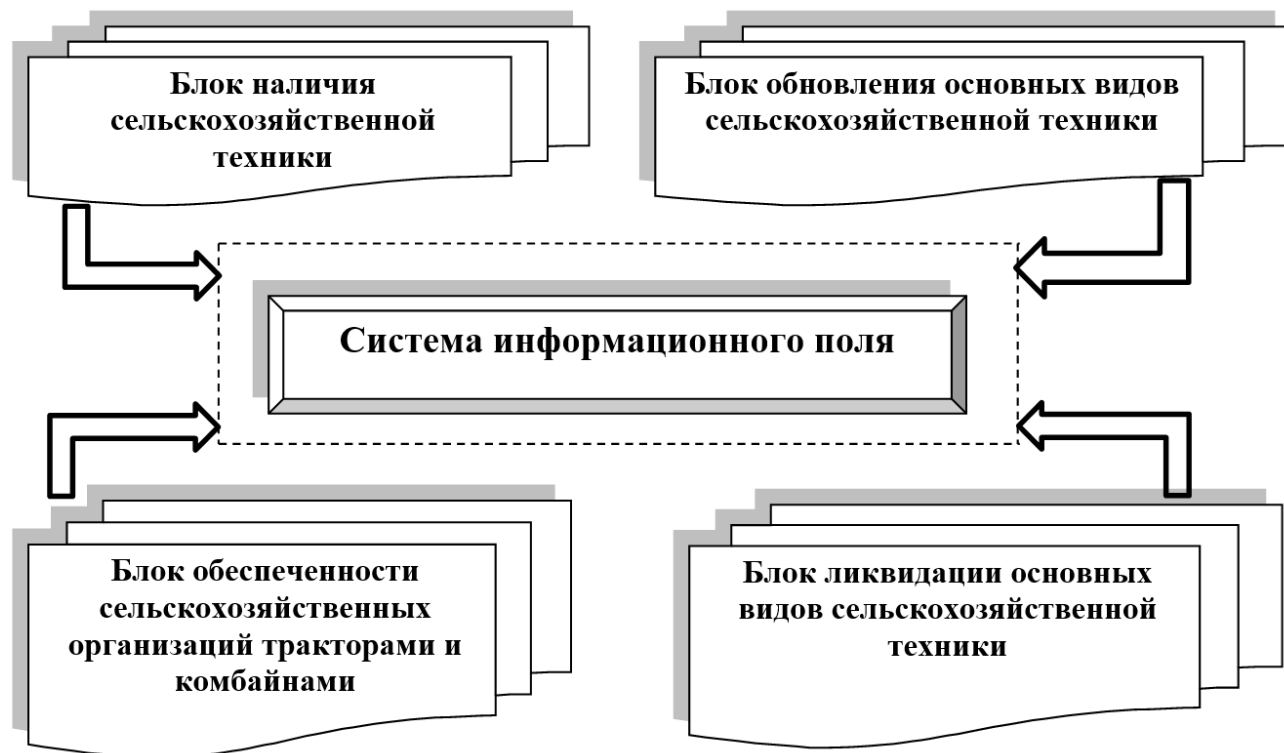 Блок наличия
сельскохозяйственной
техники
Блок обновления основных видов
сельскохозяйственной техники
Система информационного поля
Блок обеспеченности
сельскохозяйственных
организаций тракторами и
комбайнами
Блок ликвидации основных
видов сельскохозяйственной
техники